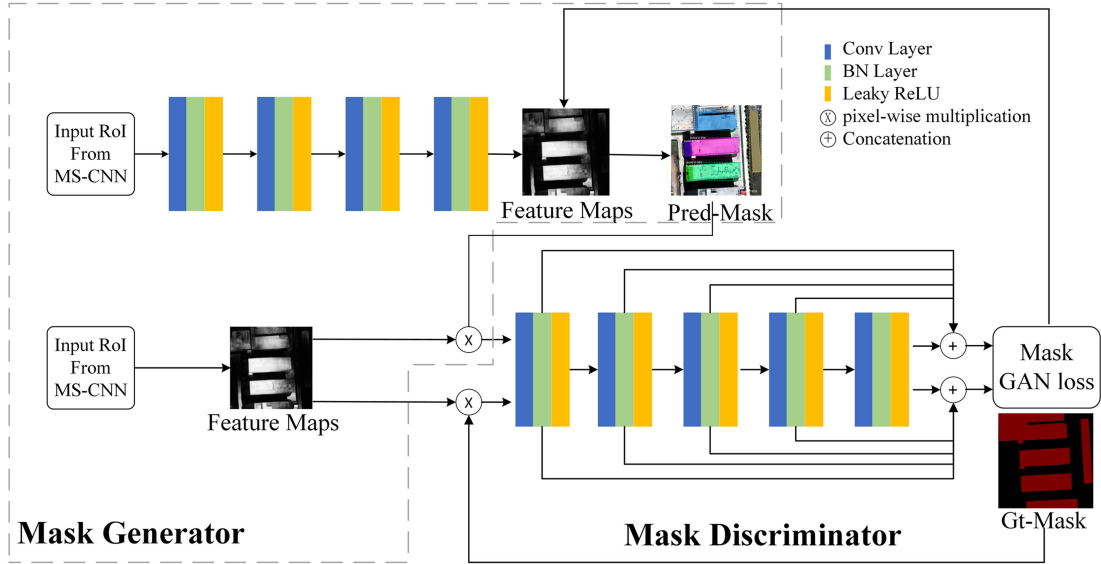 Conv Layer
BN Layer
Leaky ReLU
pixel-wise multiplication
Concatenation
Input RoI
From
MS-CNN
Feature Maps
Pred-Mask
Input RoI
From
MS-CNN
Feature Maps
Mask
GAN loss
Gt-Mask
Mask Generator
Mask Discriminator